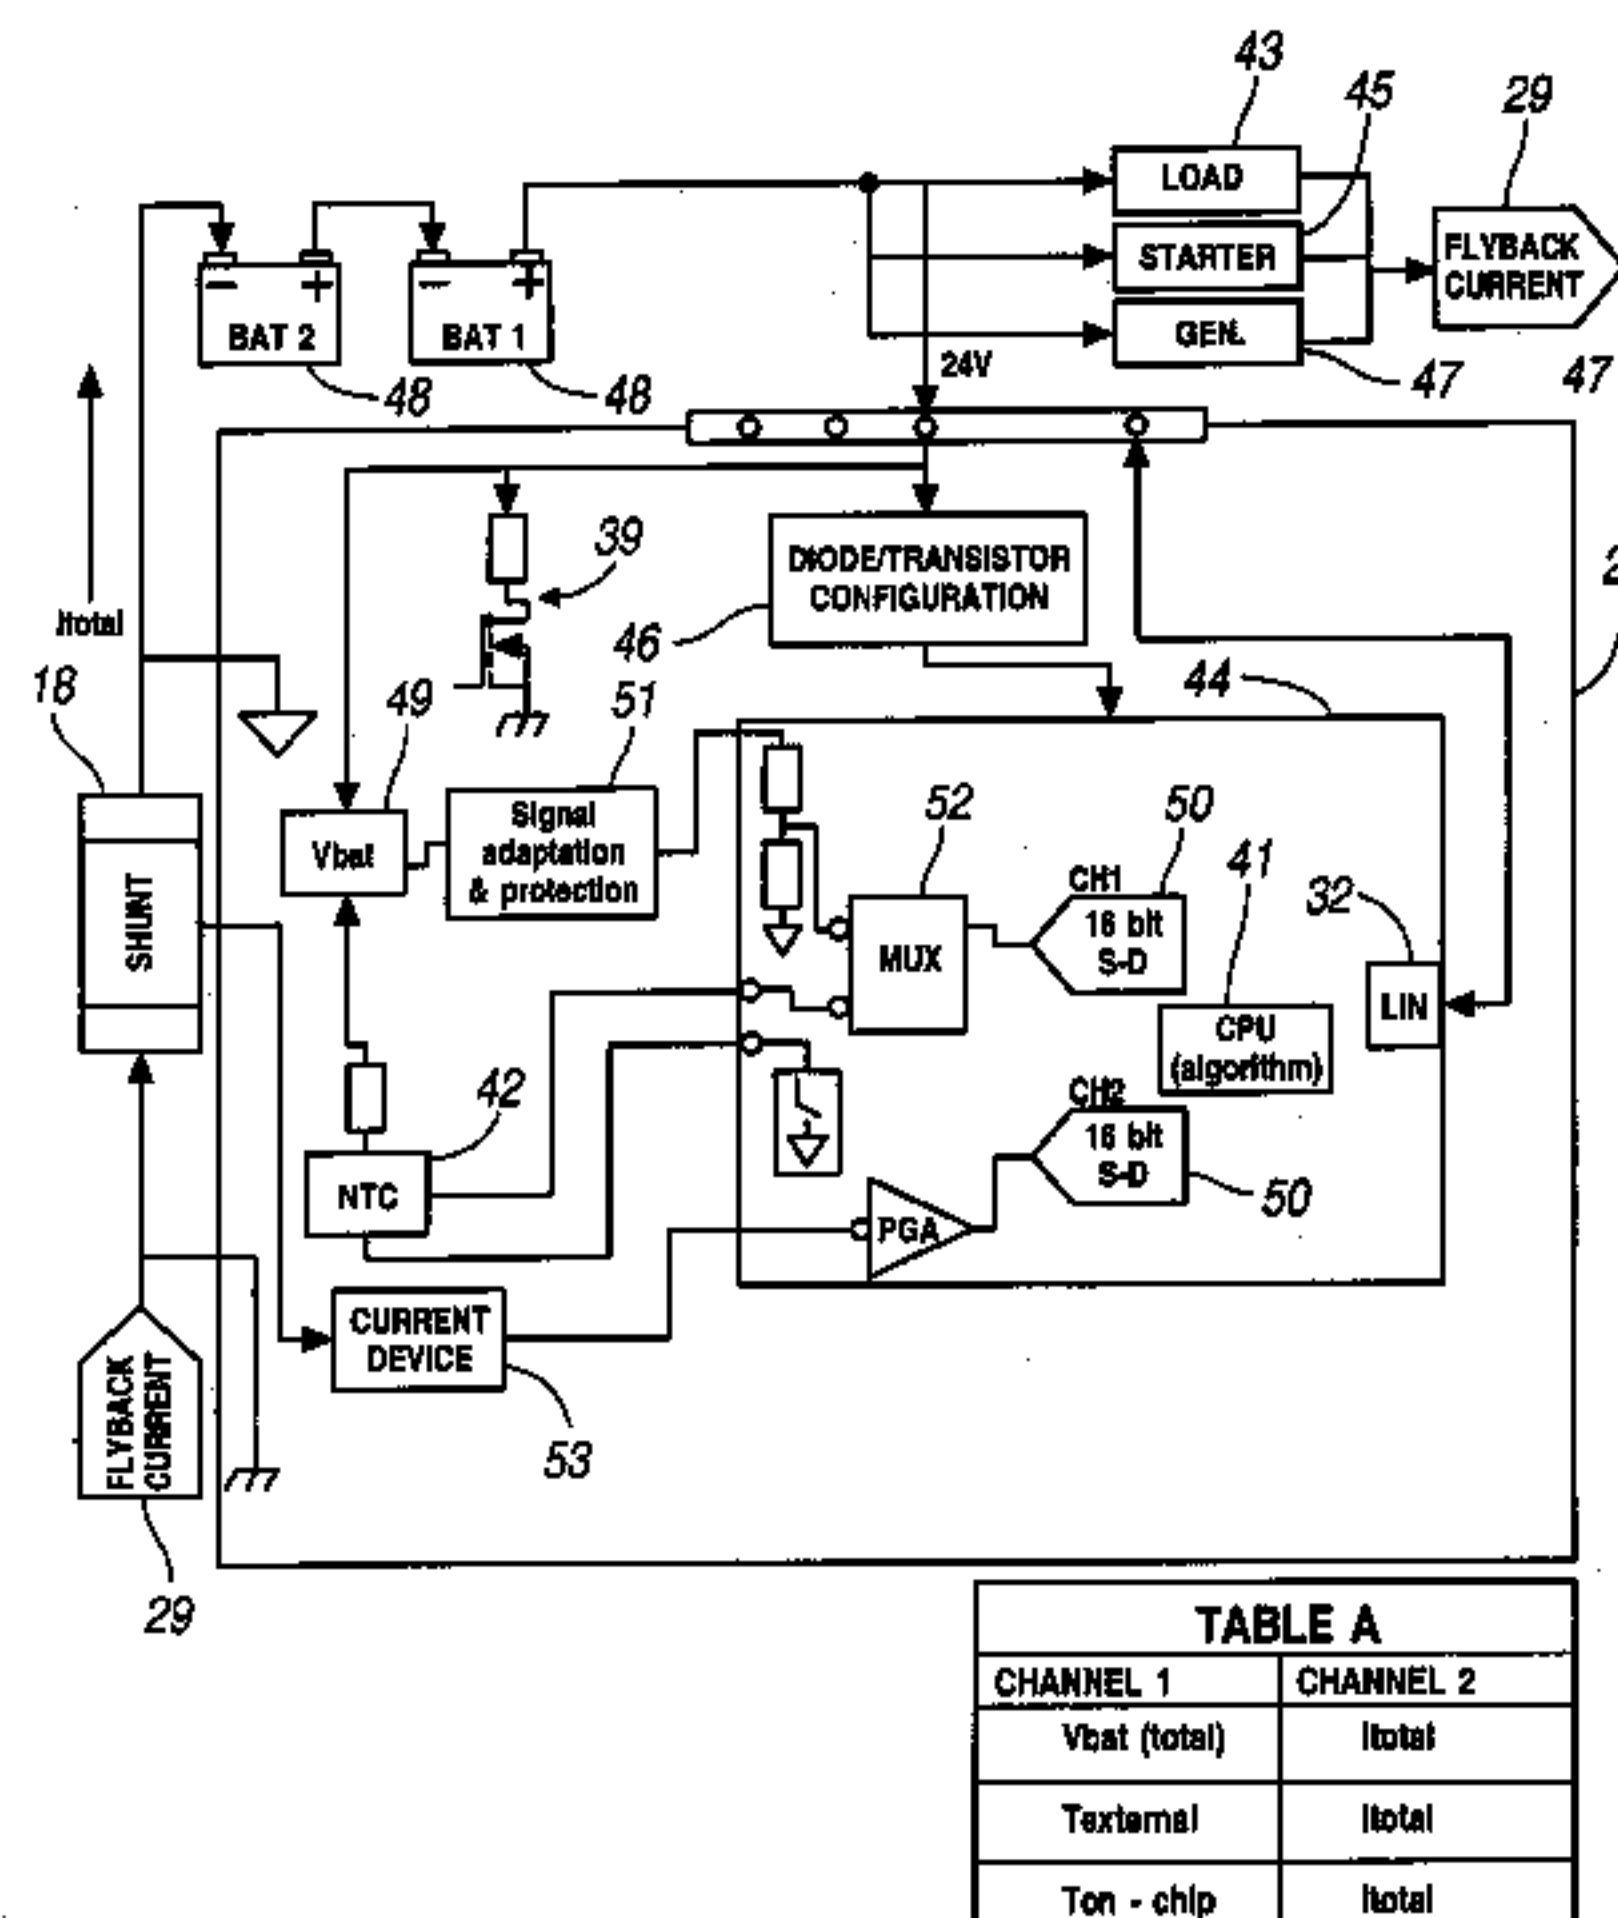 43
45
29
LOAD
STARTER
GEN.
FLYBACK
CURRENT
- +
BAT 2
- +
BAT 1
48
48
24V
47
47
39
DIODE/TRANSISTOR
CONFIGURATION
46
2
Itotal
18
49
51
44
SHUNT
Vbat
Signal
adaptation
& protection
52
50
41
32
CH1
16 bit
S-D
MUX
CPU
(algorithm)
LIN
42
NTC
CH2
16 bit
S-D
50
PGA
CURRENT
DEVICE
53
FLYBACK
CURRENT
29
TABLE A
CHANNEL 1 CHANNEL 2
Vbat (total) Itotal
Texternal Itotal
Ton - chip Itotal